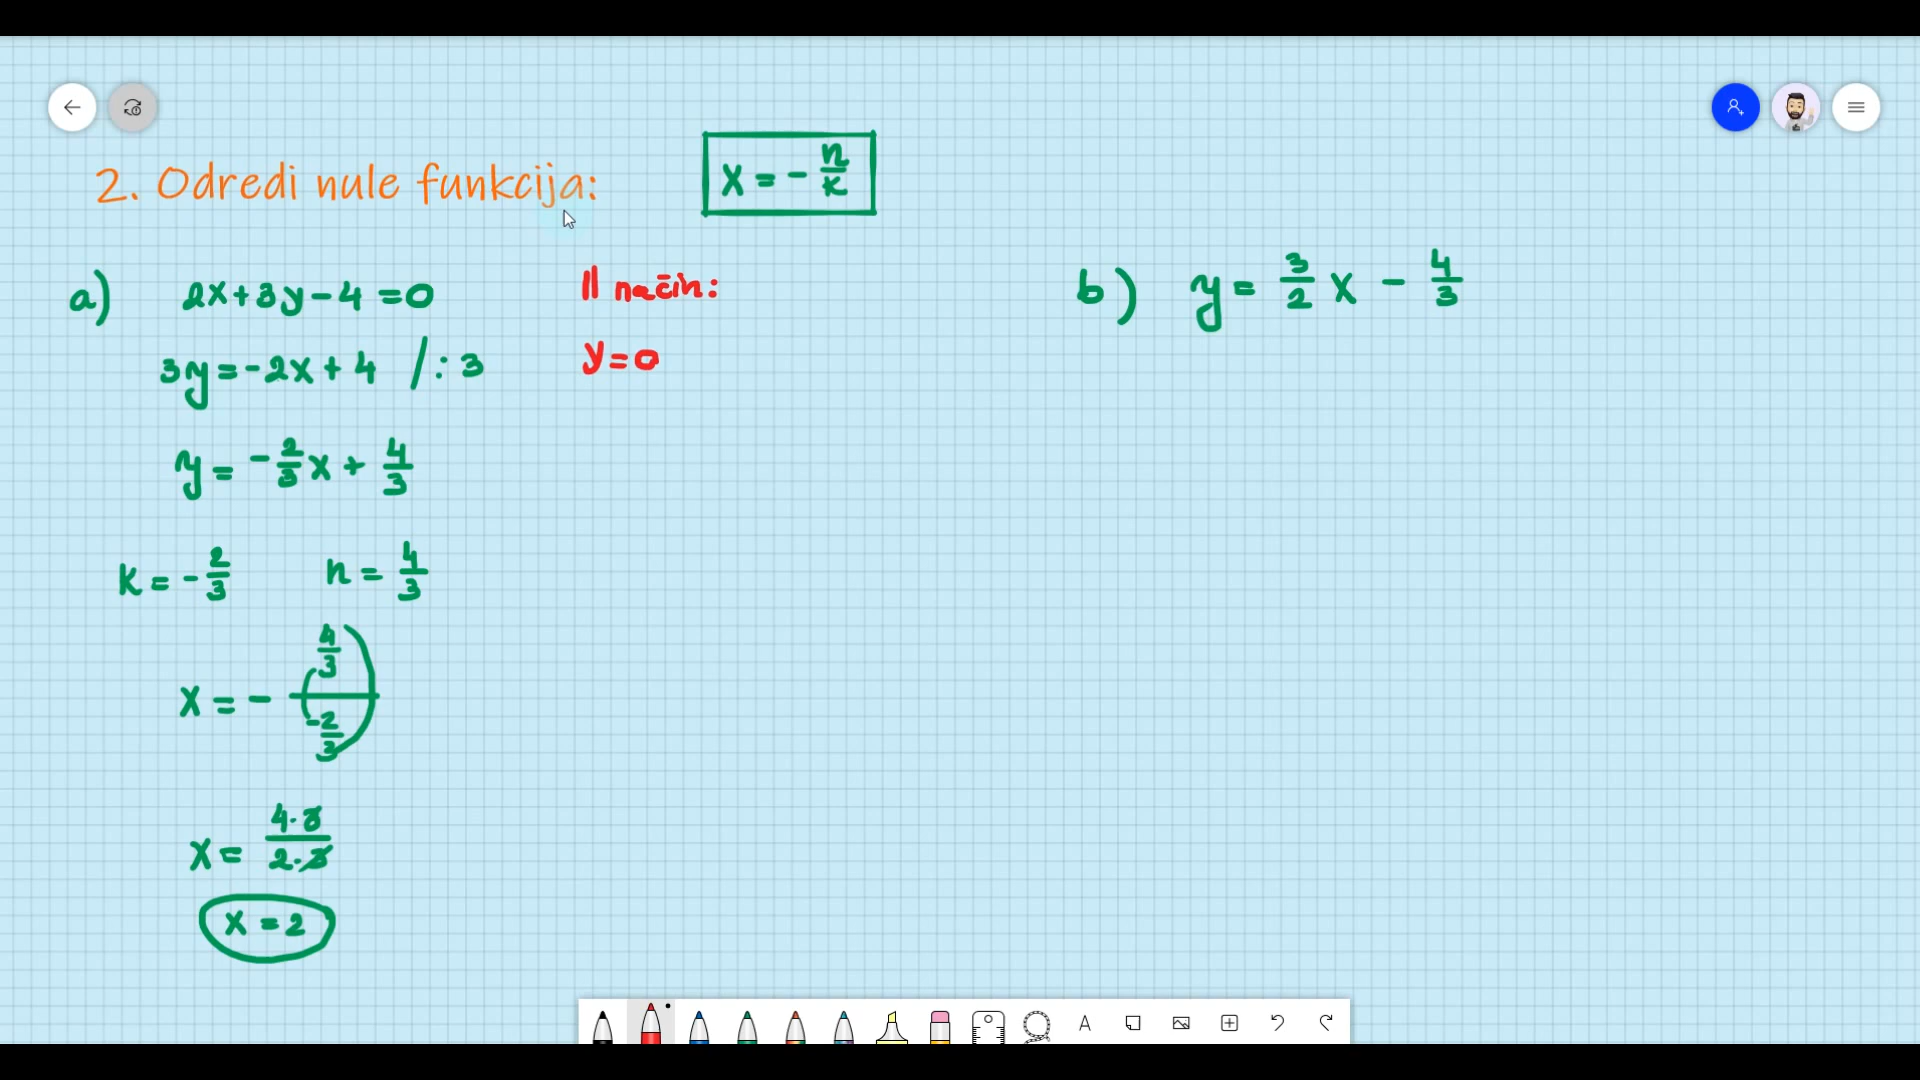 2. Odredi nule funkcija:
x = - n/k
a) 2x+3y-4=0
3y=-2x+4 /:3
y= -2/3x + 4/3
k=-2/3 n=4/3
x=- (4/3)/(-2/3)
x= 4·3/2·3
x=2
II način:
y=0
b) y= 3/2 x - 4/3
A